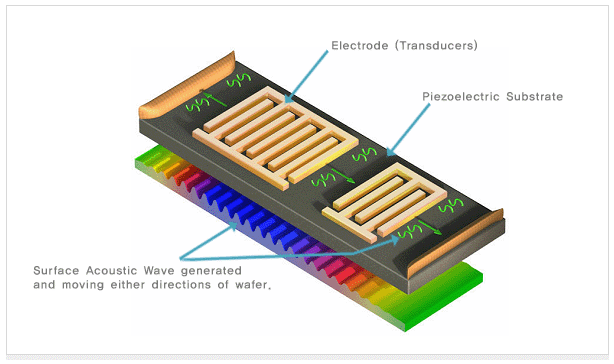 Electrode (Transducers)
Piezoelectric Substrate
Surface Acoustic Wave generated
and moving either directions of wafer.